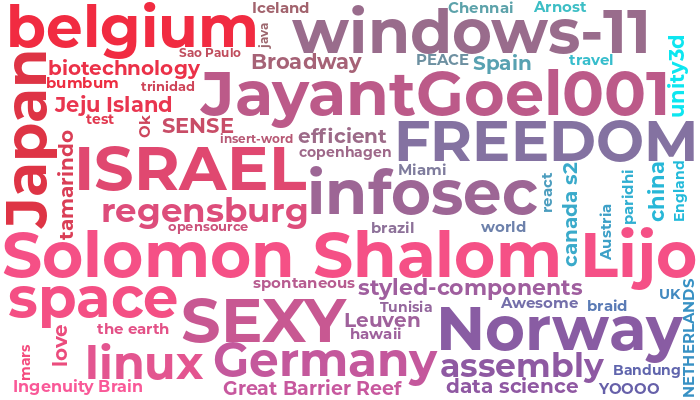 belgium
Iceland
java
windows-11
Chennai
Arnost
Sao Paulo
Broadway
PEACE
Spain
travel
unity3d
Japan
biotechnology
bumbum
trinidad
JayantGoel001
Jeju Island
test
Ok
SENSE
insert-word
efficient
copenhagen
FREEDOM
tamarindo
ISRAEL
Miami
infosec
react
canada s2
Austria
paridhi
china
England
regensburg
opensource
brazil
world
Solomon Shalom Lijo
space
spontaneous
styled-components
SEXY
Tunisia
Leuven
hawaii
Awesome
braid
UK
NETHERLANDS
the earth
love
mars
Norway
linux
Germany
assembly
Bandung
Ingenuity Brain
Great Barrier Reef
data science
YOOOO